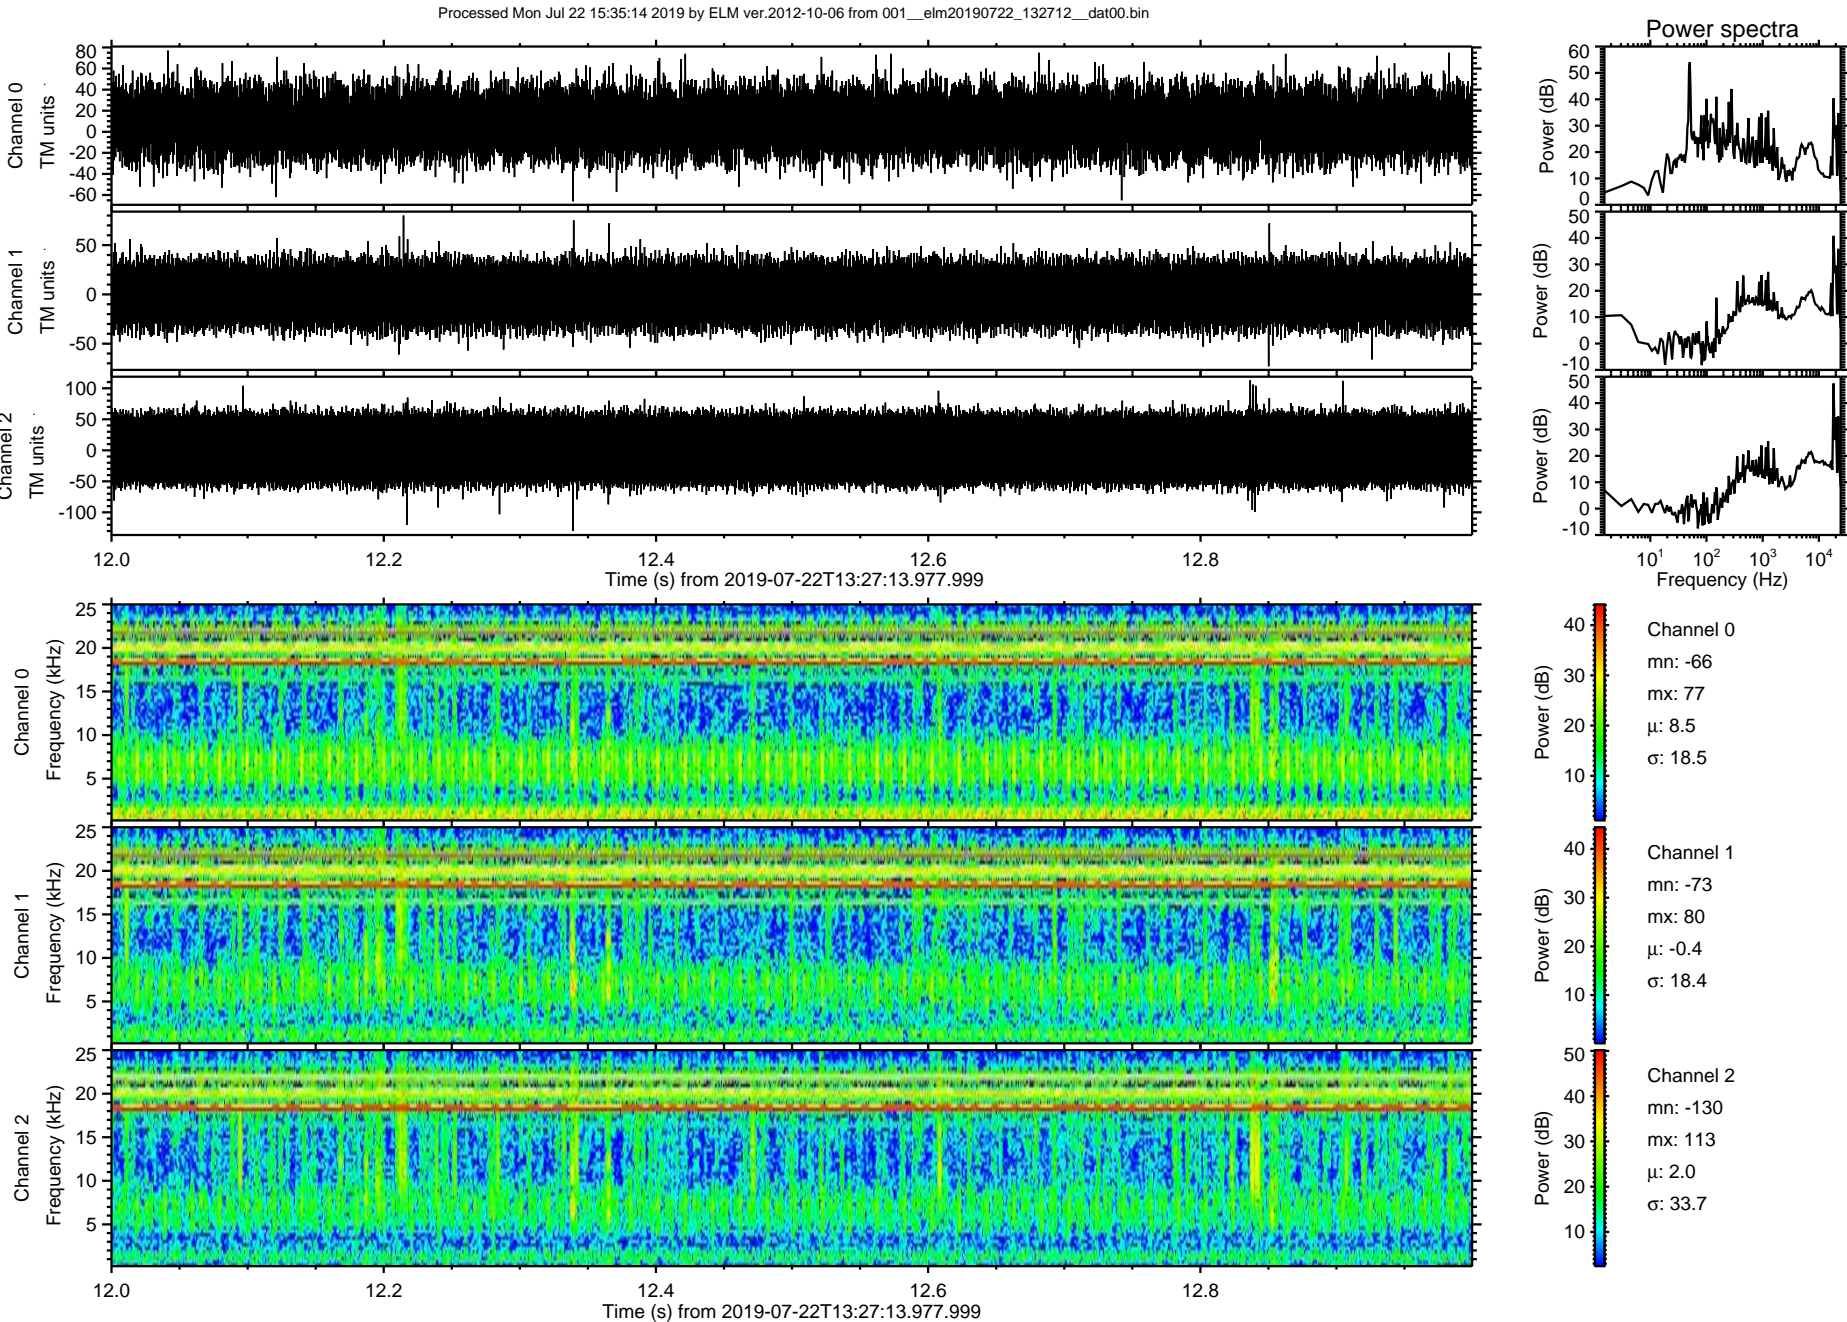 Processed Mon Jul 22 15:35:14 2019 by ELM ver.2012-10-06 from 001__elm20190722_132712__dat00.bin
Power spectra
Channel 0
TM units
80
60
40
20
0
-20
-40
-60
Power (dB)
60
50
40
30
20
10
0
Channel 1
TM units
50
0
-50
Power (dB)
50
40
30
20
10
0
-10
Channel 2
TM units
100
50
0
-50
-100
Power (dB)
50
40
30
20
10
0
-10
12.0 12.2 12.4 12.6 12.8
Time (s) from 2019-07-22T13:27:13.977.999
10^1 10^2 10^3 10^4
Frequency (Hz)
Channel 0
Frequency (kHz)
25
20
15
10
5
Power (dB)
40
30
20
10
Channel 0
mn: -66
mx: 77
μ: 8.5
σ: 18.5
Channel 1
Frequency (kHz)
25
20
15
10
5
Power (dB)
40
30
20
10
Channel 1
mn: -73
mx: 80
μ: -0.4
σ: 18.4
Channel 2
Frequency (kHz)
25
20
15
10
5
Power (dB)
50
40
30
20
10
Channel 2
mn: -130
mx: 113
μ: 2.0
σ: 33.7
12.0 12.2 12.4 12.6 12.8
Time (s) from 2019-07-22T13:27:13.977.999